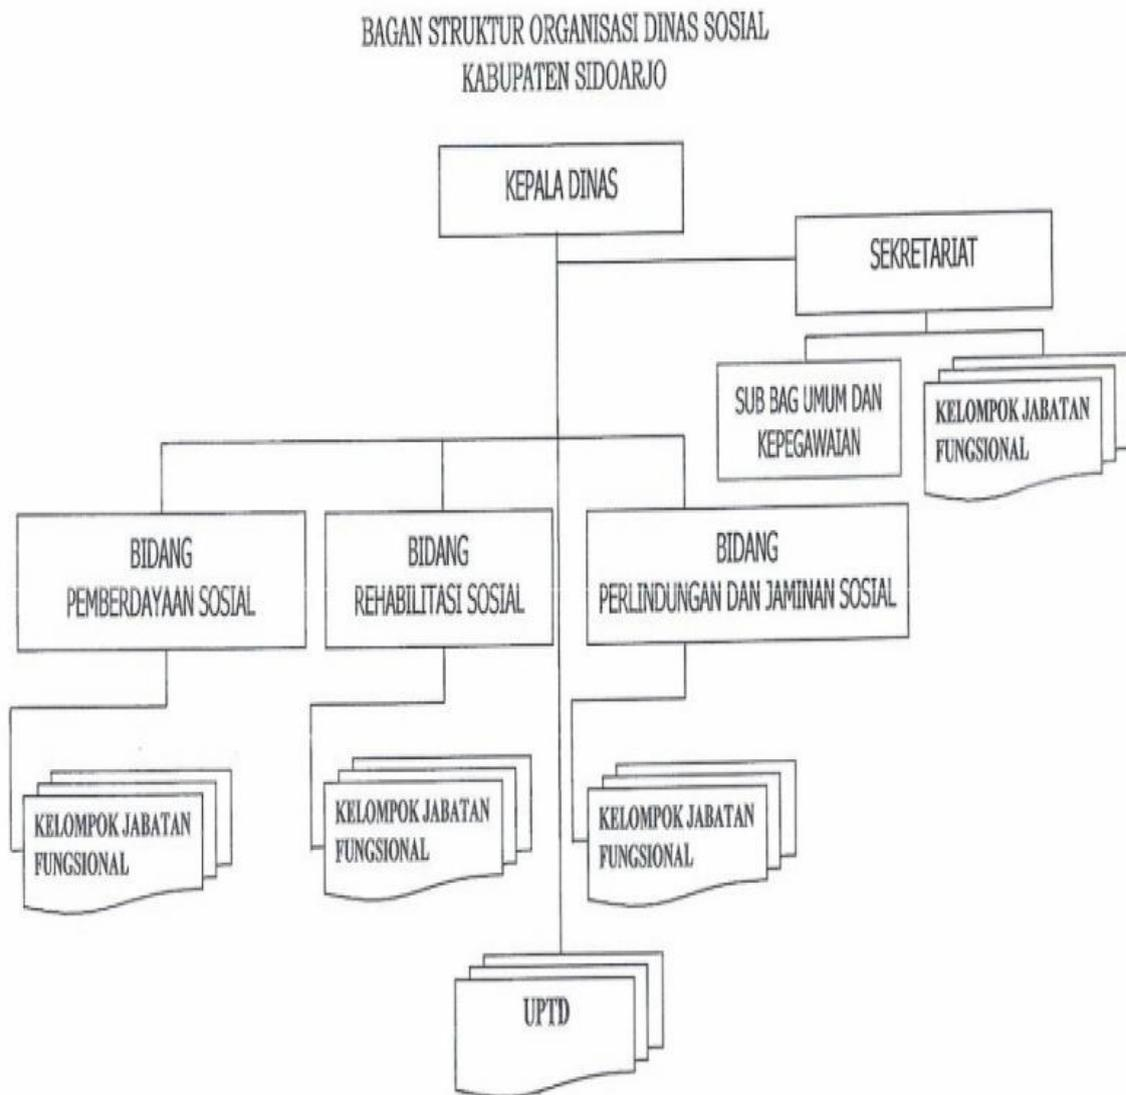 BAGAN STRUKTUR ORGANISASI DINAS SOSIAL
KABUPATEN SIDOARJO
KEPALA DINAS
SEKRETARIAT
SUB BAG UMUM DAN
KEPEGAWAIAN
KELOMPOK JABATAN
FUNGSIONAL
BIDANG
PEMBERDAYAAN SOSIAL
BIDANG
REHABILITASI SOSIAL
BIDANG
PERLINDUNGAN DAN JAMINAN SOSIAL
KELOMPOK JABATAN
FUNGSIONAL
KELOMPOK JABATAN
FUNGSIONAL
KELOMPOK JABATAN
FUNGSIONAL
UPTD